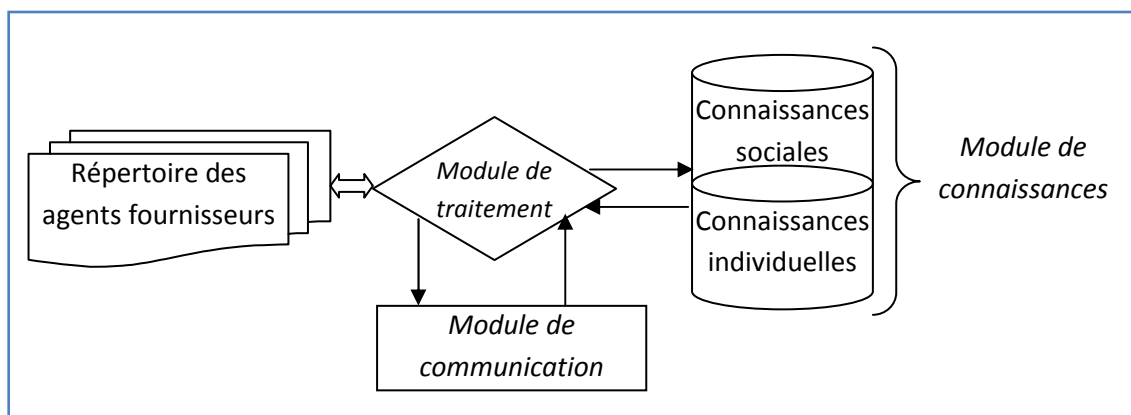 Répertoire des
agents fournisseurs
Module de
traitement
Connaissances
sociales
Connaissances
individuelles
Module de
connaissances
Module de
communication